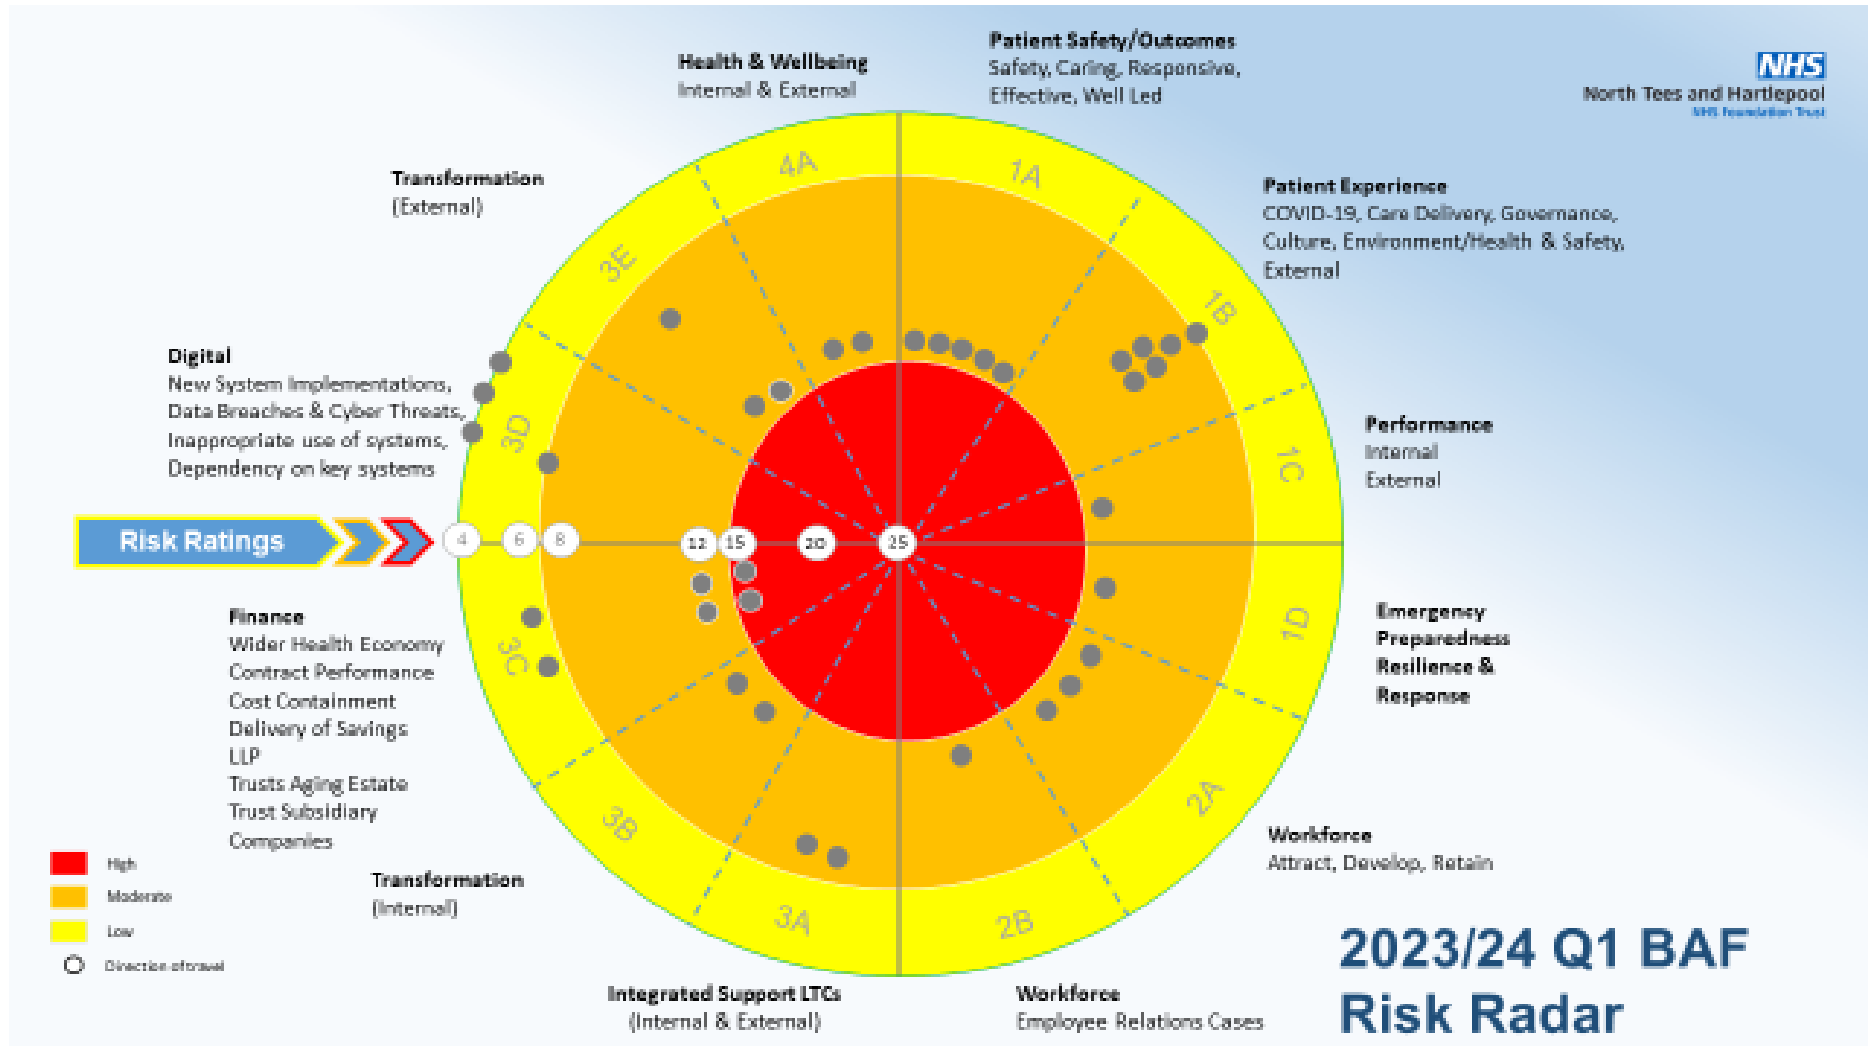 Health & Wellbeing
Internal & External
Patient Safety/Outcomes
Safety, Caring, Responsive,
Effective, Well Led
NHS
North Tees and Hartlepool
NHS Foundation Trust
Transformation
(External)
Patient Experience
COVID-19, Care Delivery, Governance,
Culture, Environment/Health & Safety,
External
4A
1A
3E
1B
Digital
New System Implementations,
Data Breaches & Cyber Threats,
Inappropriate use of systems,
Dependency on key systems
3D
1C
Performance
Internal
External
Risk Ratings
4
6
8
12
15
20
25
Finance
Wider Health Economy
Contract Performance
Cost Containment
Delivery of Savings
LLP
Trusts Aging Estate
Trust Subsidiary
Companies
3C
1D
Emergency
Preparedness
Resilience &
Response
3B
2A
3A
2B
Workforce
Attract, Develop, Retain
High
Moderate
Low
Direction of travel
Transformation
(Internal)
Integrated Support LTCs
(Internal & External)
Workforce
Employee Relations Cases
2023/24 Q1 BAF
Risk Radar